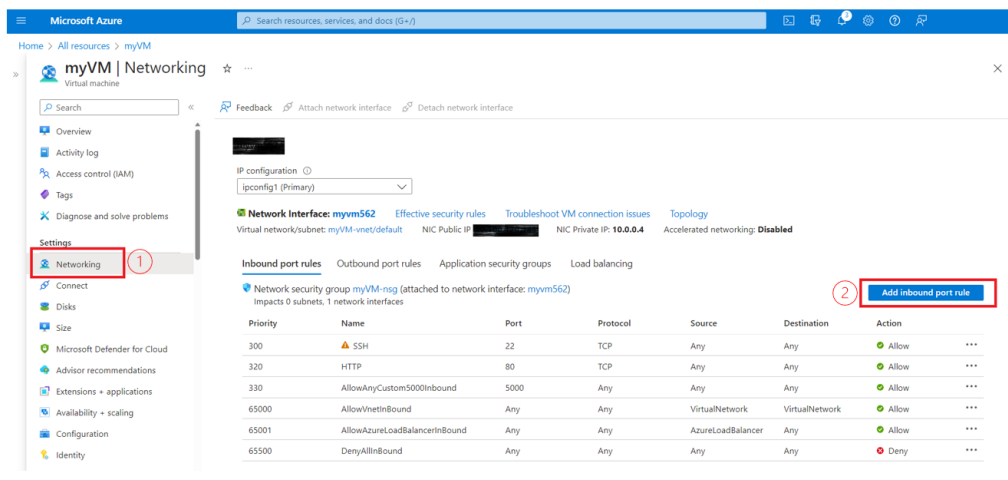 Microsoft Azure
Search resources, services, and docs (G+/)
3
Home > All resources > myVM
myVM | Networking
Virtual machine
Search
Overview
Activity log
Access control (IAM)
Tags
Diagnose and solve problems
Settings
Networking
1
Connect
Disks
Size
Microsoft Defender for Cloud
Advisor recommendations
Extensions + applications
Availability + scaling
Configuration
Identity
Feedback Attach network interface Detach network interface
IP configuration
ipconfig1 (Primary)
Network Interface: myvm562 Effective security rules Troubleshoot VM connection issues Topology
Virtual network/subnet: myVM-vnet/default NIC Public IP NIC Private IP: 10.0.0.4 Accelerated networking: Disabled
Inbound port rules Outbound port rules Application security groups Load balancing
Network security group myVM-nsg (attached to network interface: myvm562)
Impacts 0 subnets, 1 network interfaces
2
Add inbound port rule
Priority Name Port Protocol Source Destination Action
300 SSH 22 TCP Any Any Allow
320 HTTP 80 TCP Any Any Allow
330 AllowAnyCustom5000Inbound 5000 Any Any Any Allow
65000 AllowVnetInBound Any Any VirtualNetwork VirtualNetwork Allow
65001 AllowAzureLoadBalancerInBound Any Any AzureLoadBalancer Any Allow
65500 DenyAllInBound Any Any Any Any Deny